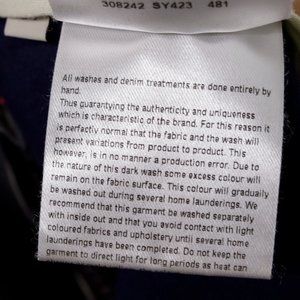 308242 SY423 481
All washes and denim treatments are done entirely by
hand.
Thus guarantying the authenticity and uniqueness
which is characteristic of the brand. For this reason it
is perfectly normal that the fabric and the wash will
present variations from product to product. This
however, is in no manner a production error. Due to
the nature of this dark wash some excess colour will
remain on the fabric surface. This colour will gradually
be washed out during several home launderings. We
recommend that this garment be washed separately
with inside out and that you avoid contact with light
coloured fabrics and upholstery until several home
launderings have been completed. Do not keep the
garment to direct light for long periods as heat can